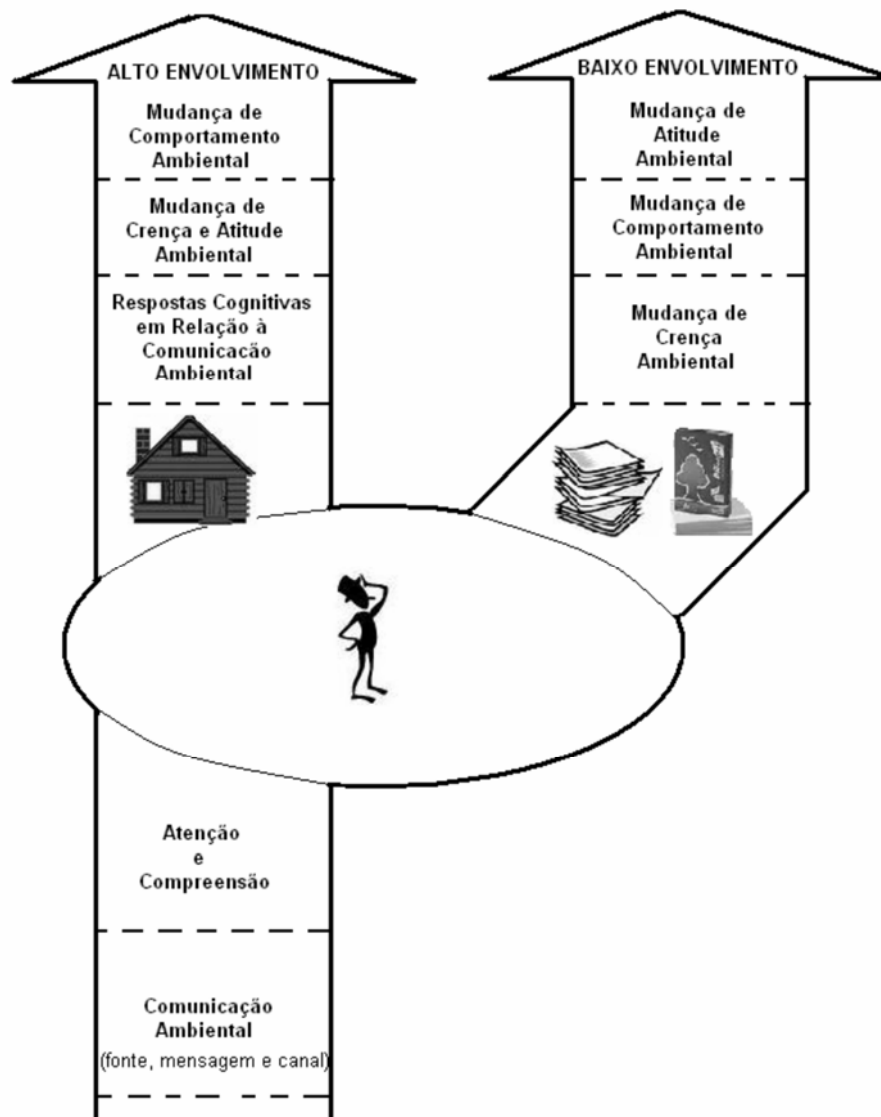 ALTO ENVOLVIMENTO
Mudança de
Comportamento
Ambiental
Mudança de
Crença e Atitude
Ambiental
Respostas Cognitivas
em Relação à
Comunicacão
Ambiental
BAIXO ENVOLVIMENTO
Mudança de
Atitude
Ambiental
Mudança de
Comportamento
Ambiental
Mudança de
Crença
Ambiental
Atenção
e
Compreensão
Comunicação
Ambiental
(fonte, mensagem e canal)